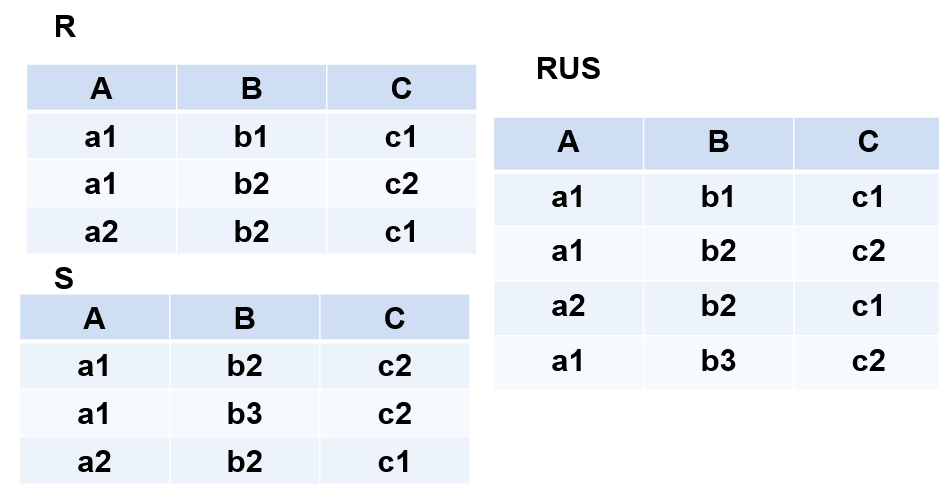 R
A B C
a1 b1 c1
a1 b2 c2
a2 b2 c1
S
A B C
a1 b2 c2
a1 b3 c2
a2 b2 c1
RUS
A B C
a1 b1 c1
a1 b2 c2
a2 b2 c1
a1 b3 c2